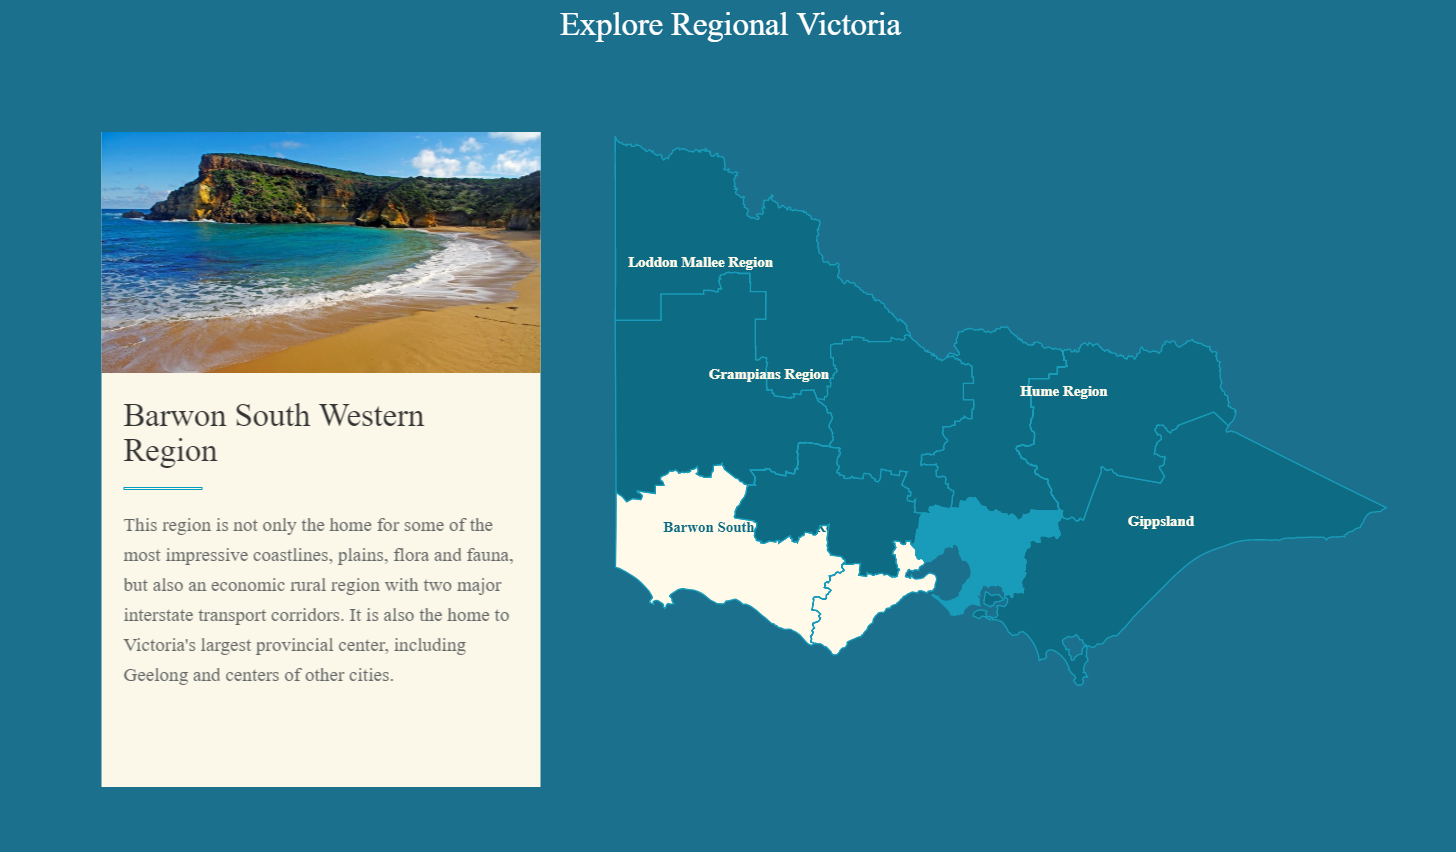 Explore Regional Victoria
Barwon South Western
Region
This region is not only the home for some of the
most impressive coastlines, plains, flora and fauna,
but also an economic rural region with two major
interstate transport corridors. It is also the home to
Victoria's largest provincial center, including
Geelong and centers of other cities.
Loddon Mallee Region
Grampians Region
Hume Region
Barwon South
Gippsland